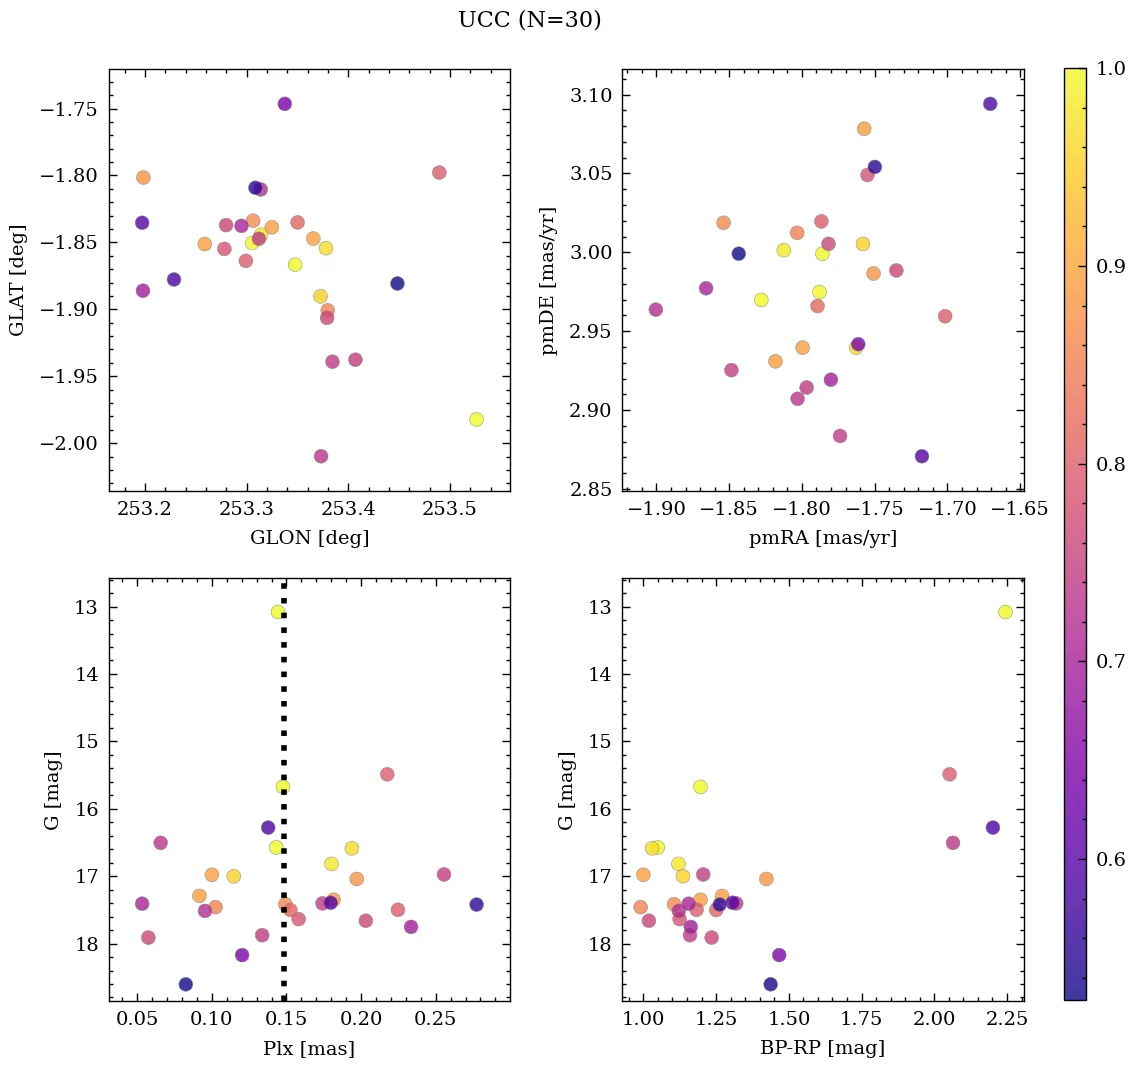 UCC (N=30)
−1.75
−1.80
−1.85
−1.90
−1.95
−2.00
GLAT [deg]
253.2 253.3 253.4 253.5
GLON [deg]
3.10
3.05
3.00
2.95
2.90
2.85
pmDE [mas/yr]
−1.90 −1.85 −1.80 −1.75 −1.70 −1.65
pmRA [mas/yr]
13
14
15
16
17
18
G [mag]
0.05 0.10 0.15 0.20 0.25
Plx [mas]
13
14
15
16
17
18
G [mag]
1.00 1.25 1.50 1.75 2.00 2.25
BP-RP [mag]
1.0
0.9
0.8
0.7
0.6